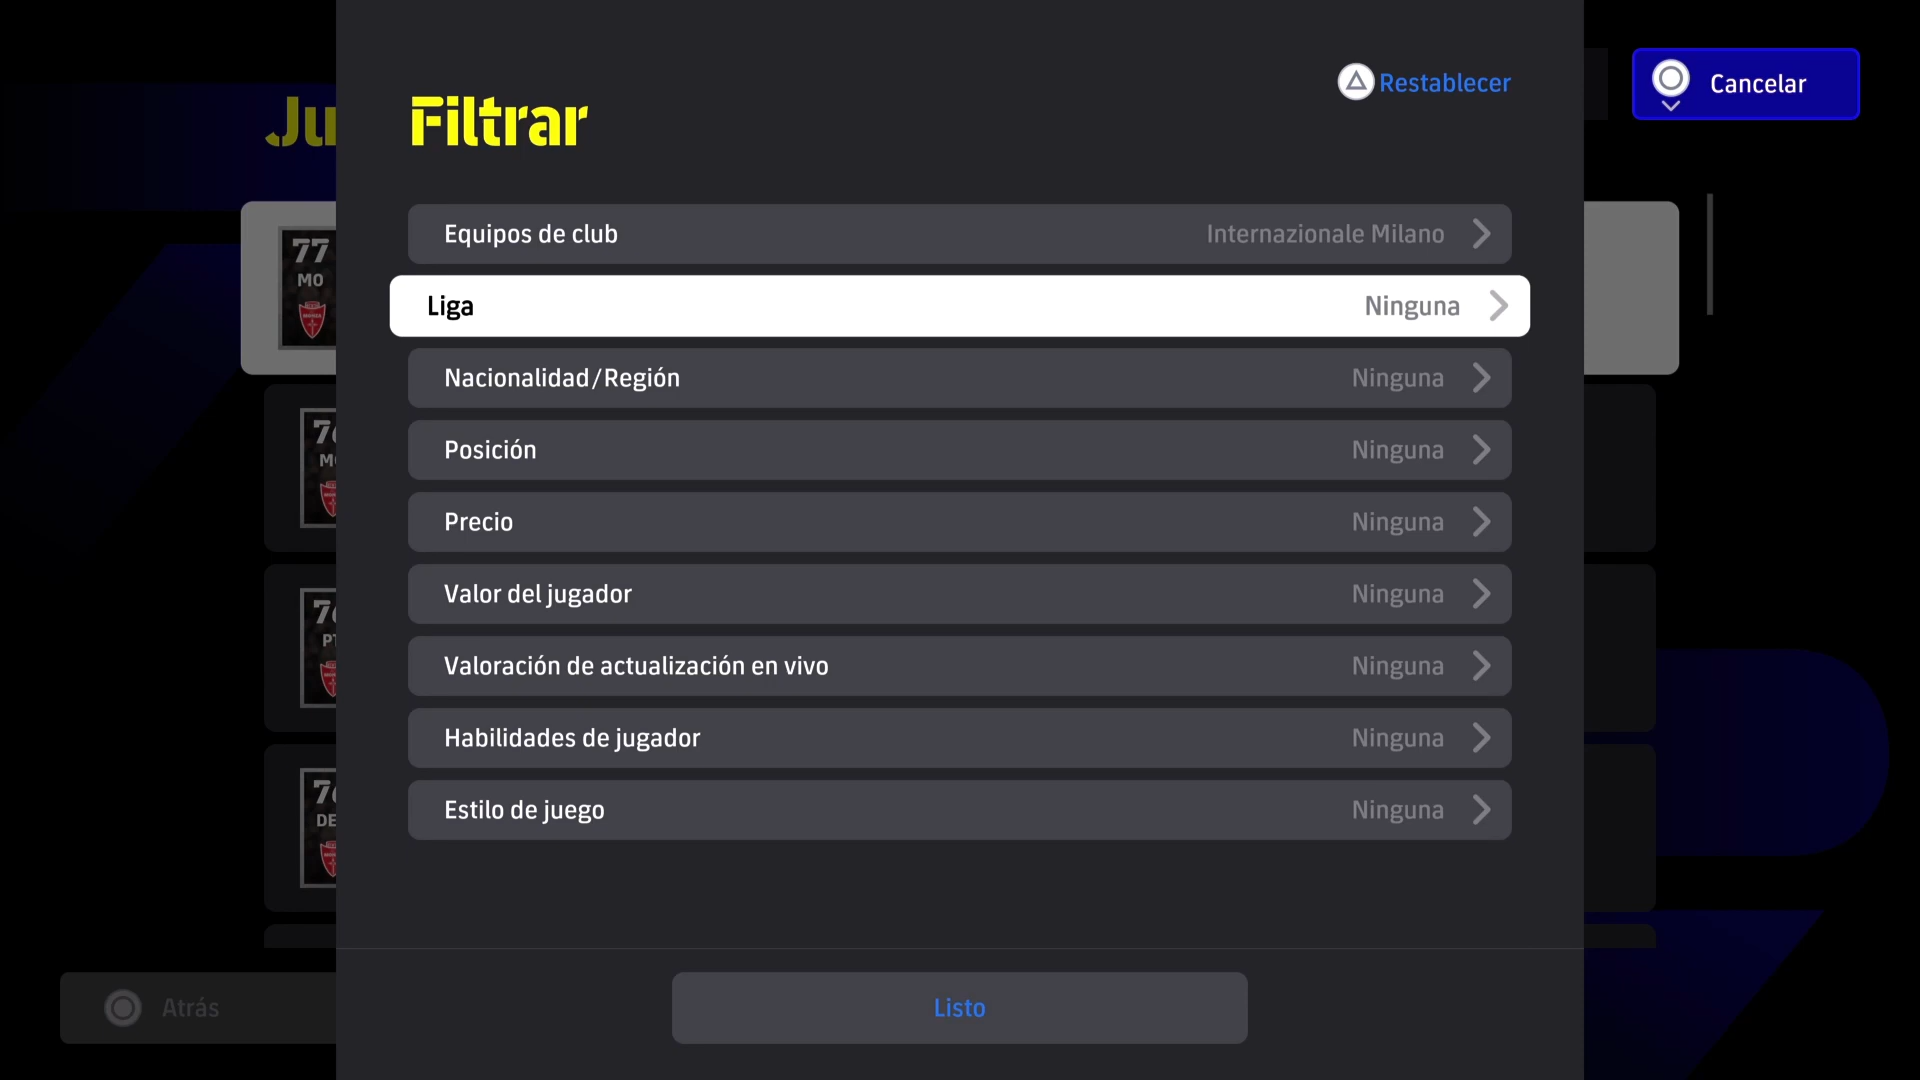 Restablecer
Cancelar
Ju
Filtrar
Equipos de club Internazionale Milano
Liga Ninguna
Nacionalidad/Región Ninguna
Posición Ninguna
Precio Ninguna
Valor del jugador Ninguna
Valoración de actualización en vivo Ninguna
Habilidades de jugador Ninguna
Estilo de juego Ninguna
77
MO
DE
Atrás
Listo